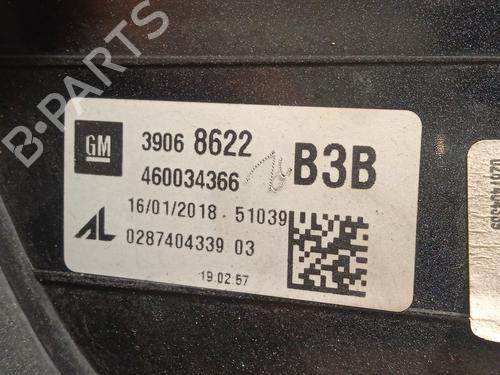 B-PARTS
GM 3906 8622
460034366 B3B
16/01/2018 - 51039
AL 0287404339 03
19:02:57